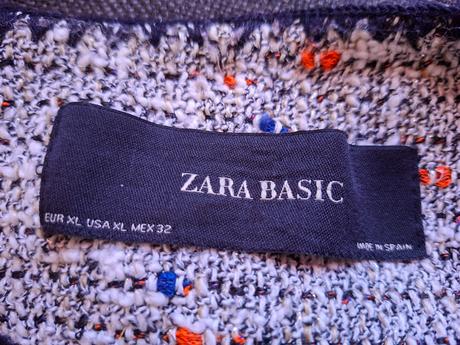 ZARA BASIC
EUR XL USA XL MEX 32
MADE IN SPAIN